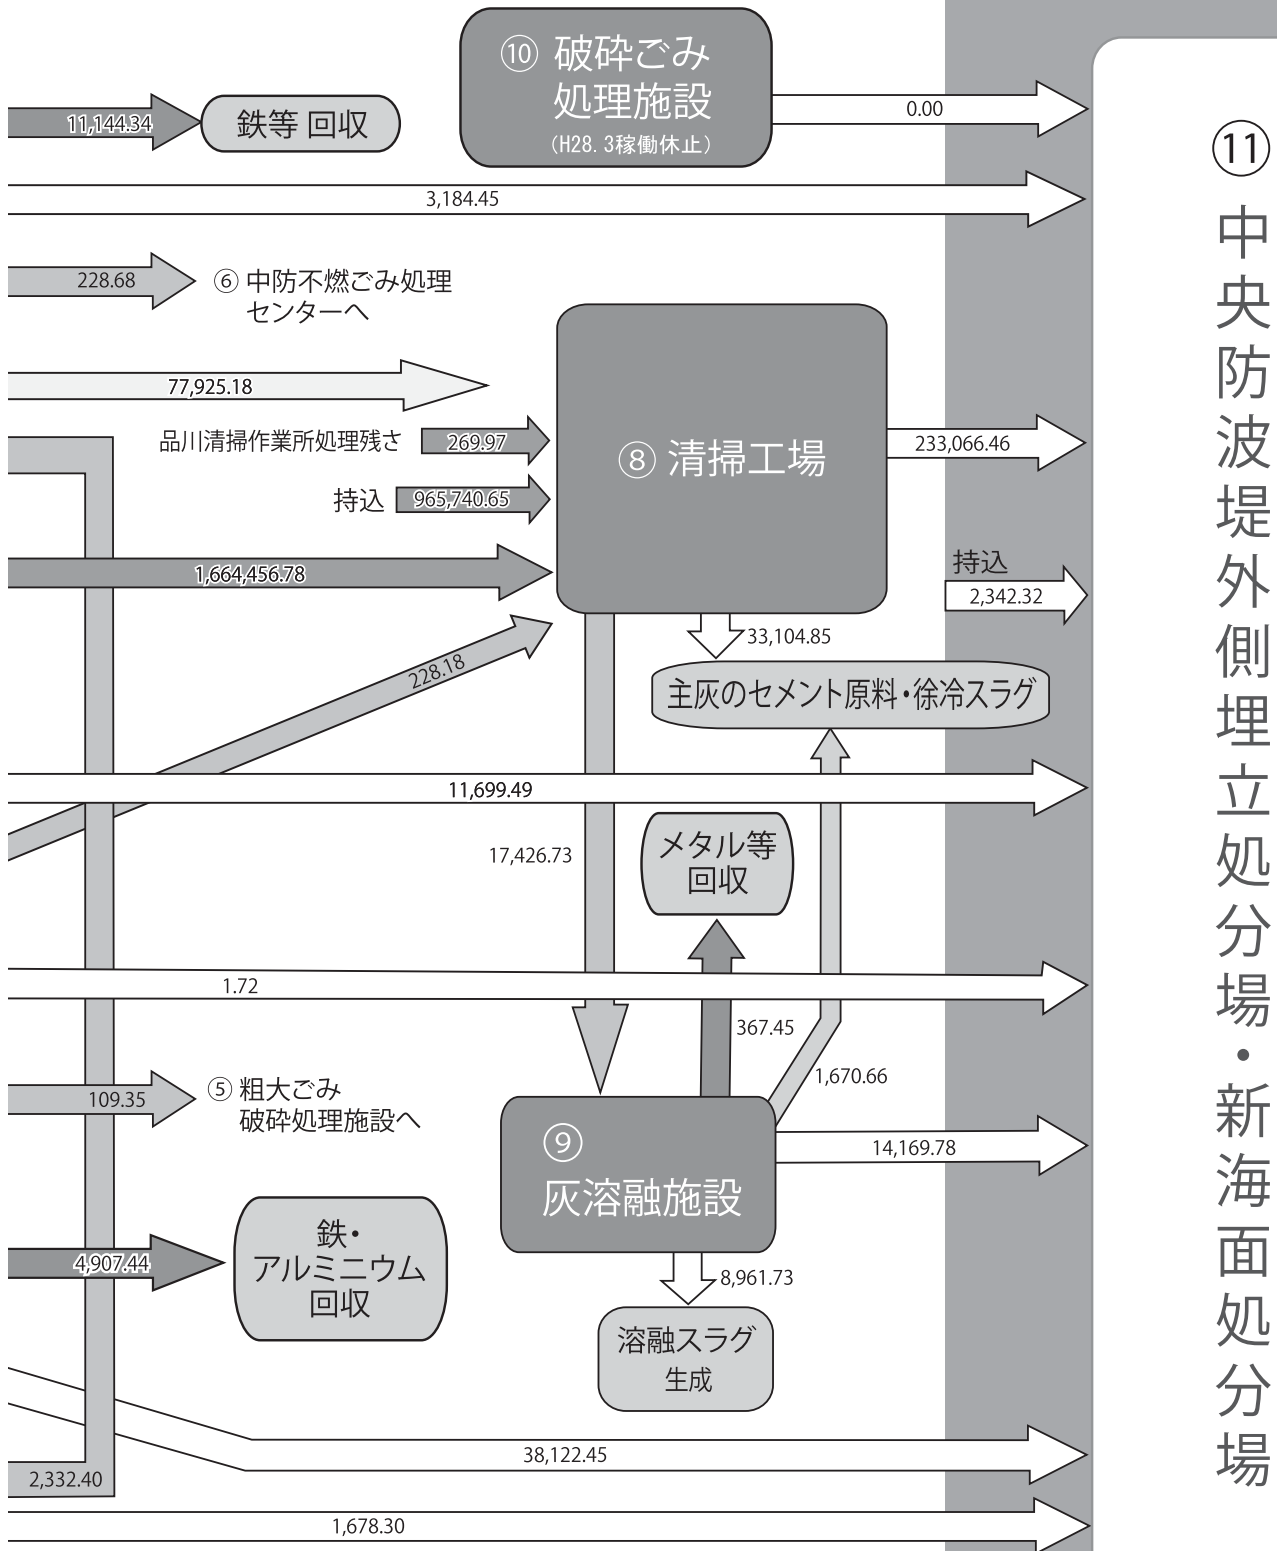 ⑩ 破砕ごみ
処理施設
(H28.3稼働休止)
0.00
11,144.34
鉄等 回収
3,184.45
228.68
⑥ 中防不燃ごみ処理
センターへ
77,925.18
品川清掃作業所処理残さ
269.97
持込
965,740.65
1,664,456.78
⑧ 清掃工場
233,066.46
持込
2,342.32
33,104.85
228.18
主灰のセメント原料・徐冷スラグ
11,699.49
17,426.73
メタル等
回収
1.72
367.45
1,670.66
109.35
⑤ 粗大ごみ
破砕処理施設へ
⑨
灰溶融施設
14,169.78
4,907.44
鉄・
アルミニウム
回収
8,961.73
溶融スラグ
生成
38,122.45
2,332.40
1,678.30
⑪ 中央防波堤外側埋立処分場・新海面処分場